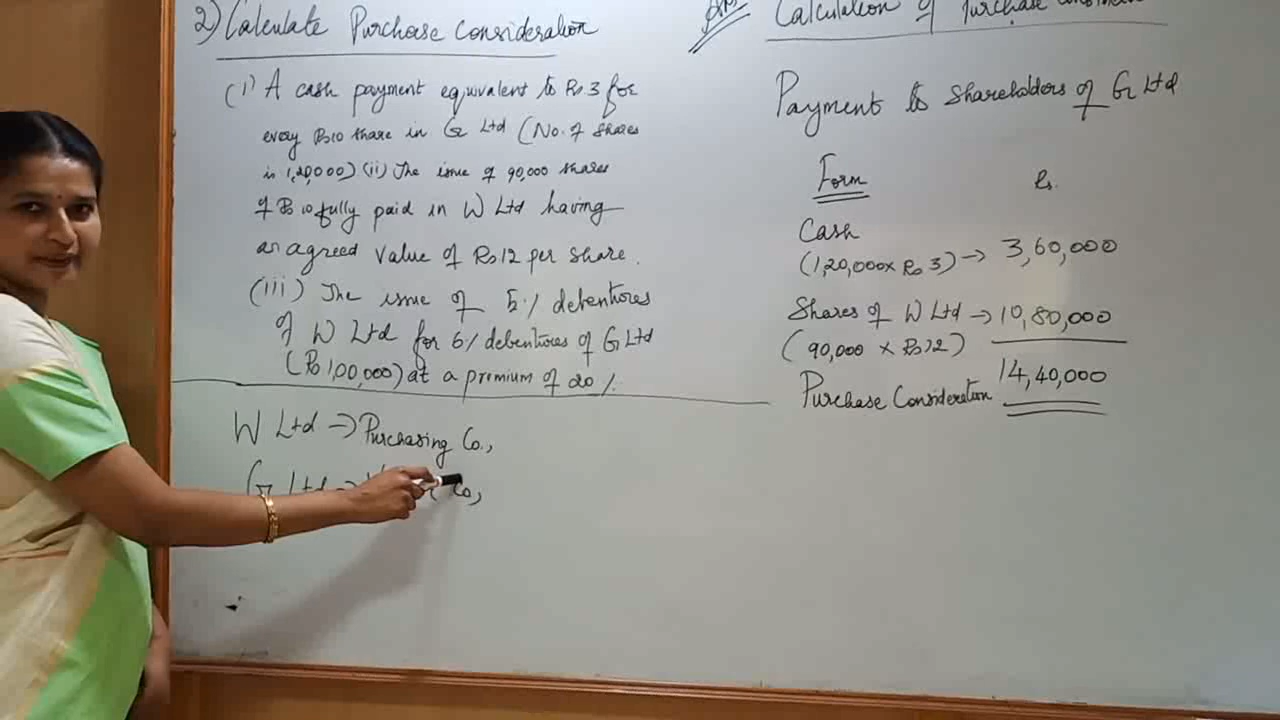 2) Calculate Purchase Consideration
(i) A cash payment equivalent to Rs 3 for
every Rs10 share in G Ltd (No. of shares
is 1,20,000) (ii) The issue of 90,000 shares
of Rs 10 fully paid in W Ltd having
an agreed value of Rs12 per share.
(iii) The issue of 5% debentures
of W Ltd for 6% debentures of G Ltd
(Rs 1,00,000) at a premium of 20%.
W Ltd → Purchasing Co.,
G Ltd → Co,
Calculation of Purchase
Payment to Shareholders of G Ltd
Form Rs.
Cash
(1,20,000 x Rs 3) → 3,60,000
Shares of W Ltd → 10,80,000
(90,000 x Rs12)
Purchase Consideration 14,40,000